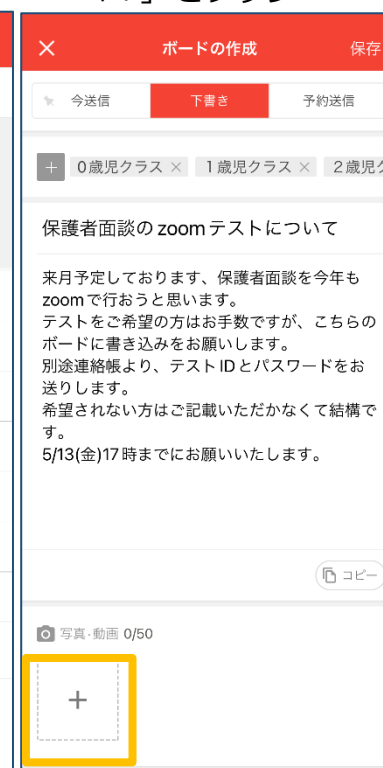 ボードの作成
保存
今送信
下書き
予約送信
+ 0歳児クラス × 1歳児クラス × 2歳児
保護者面談のzoomテストについて
来月予定しております、保護者面談を今年も
zoomで行おうと思います。
テストをご希望の方はお手数ですが、こちらの
ボードに書き込みをお願いします。
別途連絡帳より、テストIDとパスワードをお
送りします。
希望されない方はご記載いただかなくて結構で
す。
5/13(金)17時までにお願いいたします。
コピー
写真·動画 0/50
+